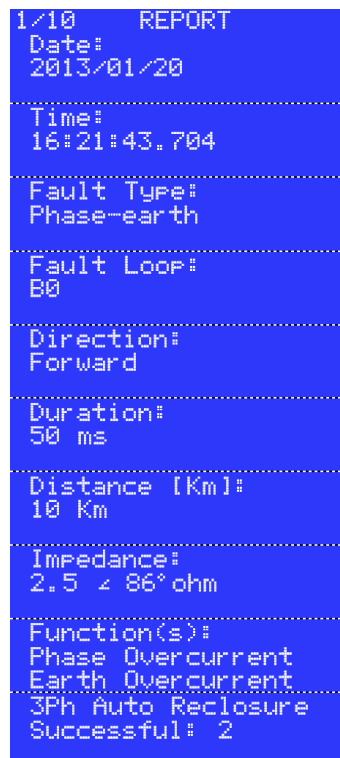 1/10 REPORT
Date:
2013/01/20
Time:
16:21:43.704
Fault Type:
Phase-earth
Fault Loop:
B0
Direction:
Forward
Duration:
50 ms
Distance [Km]:
10 Km
Impedance:
2.5 ∠ 86°ohm
Function(s):
Phase Overcurrent
Earth Overcurrent
3Ph Auto Reclosure
Successful: 2